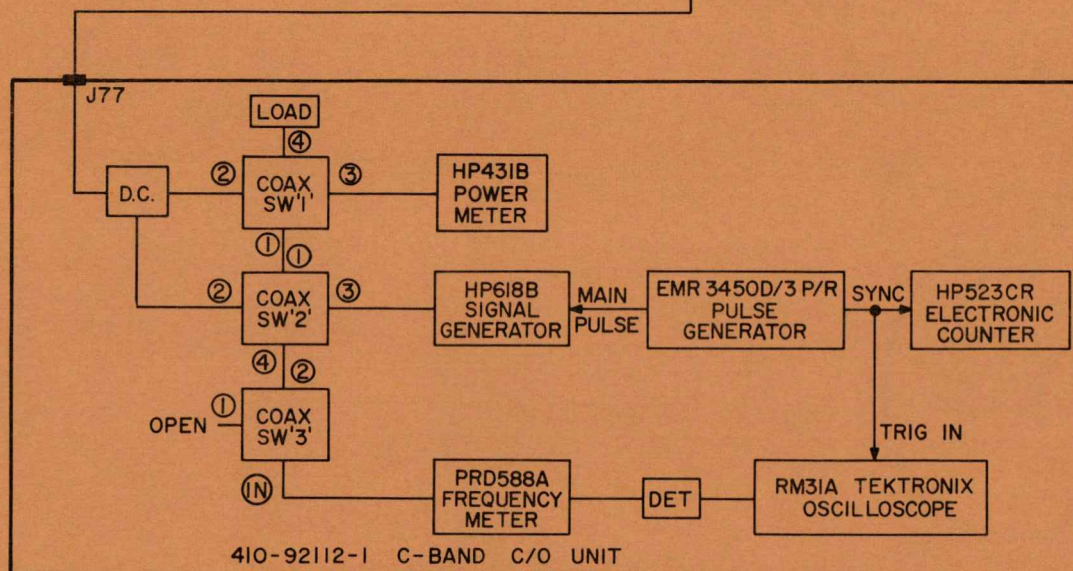 J77
LOAD
④
② COAX SW'1' ③
HP431B
POWER
METER
D.C.
① ①
② COAX SW'2' ③
HP618B
SIGNAL
GENERATOR
MAIN
PULSE
EMR 3450D/3 P/R
PULSE
GENERATOR
SYNC
HP523CR
ELECTRONIC
COUNTER
④ ②
OPEN ① COAX SW'3'
TRIG IN
IN
PRD588A
FREQUENCY
METER
DET
RM31A TEKTRONIX
OSCILLOSCOPE
410-92112-1 C-BAND C/O UNIT